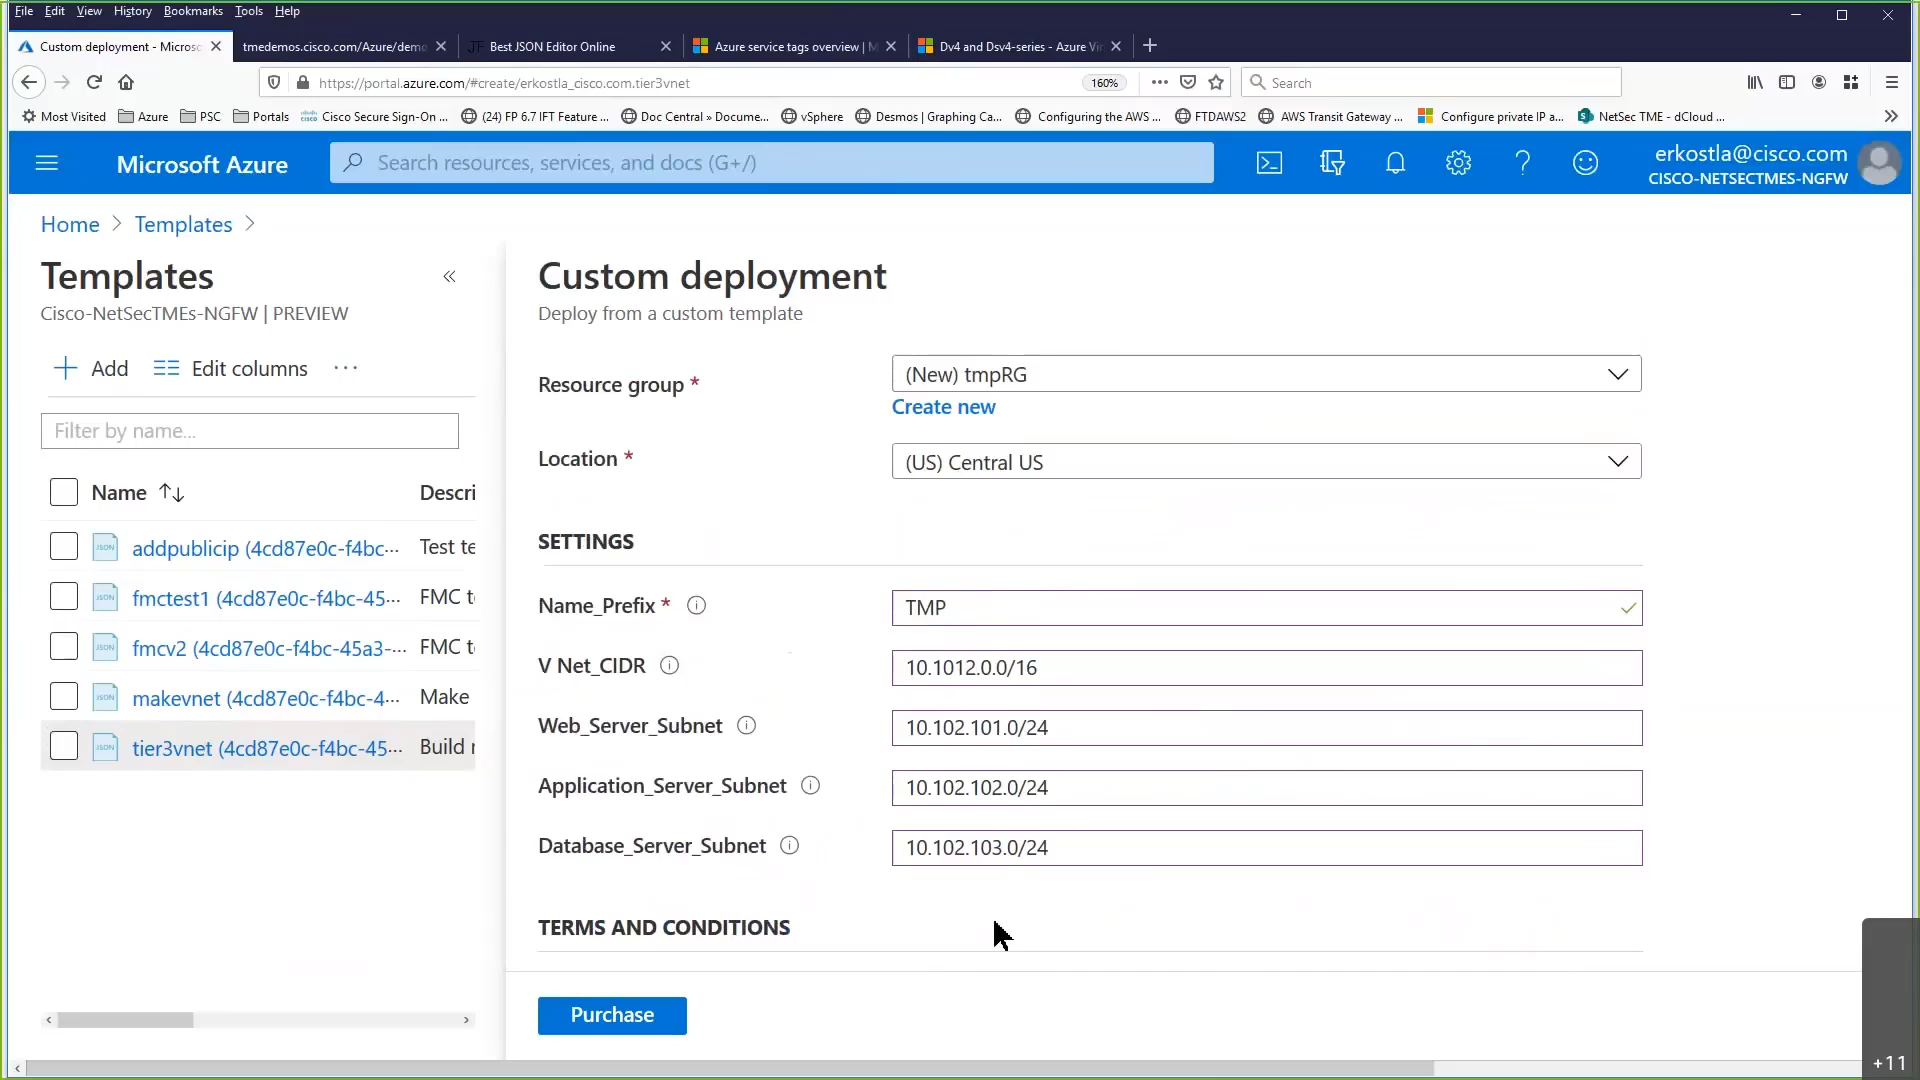 File Edit View History Bookmarks Tools Help
Custom deployment - Microso
tmedemos.cisco.com/Azure/demo
JF Best JSON Editor Online
Azure service tags overview | M
Dv4 and Dsv4-series - Azure Vir
https://portal.azure.com/#create/erkostla_cisco.com.tier3vnet
160%
Search
Most Visited Azure PSC Portals Cisco Secure Sign-On ... (24) FP 6.7 IFT Feature ... Doc Central » Docume... vSphere Desmos | Graphing Ca... Configuring the AWS ... FTDAWS2 AWS Transit Gateway ... Configure private IP a... NetSec TME - dCloud ...
Microsoft Azure
Search resources, services, and docs (G+/)
erkostla@cisco.com
CISCO-NETSECTMES-NGFW
Home > Templates >
Templates
Cisco-NetSecTMEs-NGFW | PREVIEW
Add Edit columns ...
Filter by name...
Name Descri
JSON addpublicip (4cd87e0c-f4bc-... Test te
JSON fmctest1 (4cd87e0c-f4bc-45... FMC t
JSON fmcv2 (4cd87e0c-f4bc-45a3-... FMC t
JSON makevnet (4cd87e0c-f4bc-4... Make
JSON tier3vnet (4cd87e0c-f4bc-45... Build
Custom deployment
Deploy from a custom template
Resource group * (New) tmpRG
Create new
Location * (US) Central US
SETTINGS
Name_Prefix * TMP
V Net_CIDR 10.1012.0.0/16
Web_Server_Subnet 10.102.101.0/24
Application_Server_Subnet 10.102.102.0/24
Database_Server_Subnet 10.102.103.0/24
TERMS AND CONDITIONS
Purchase
+11